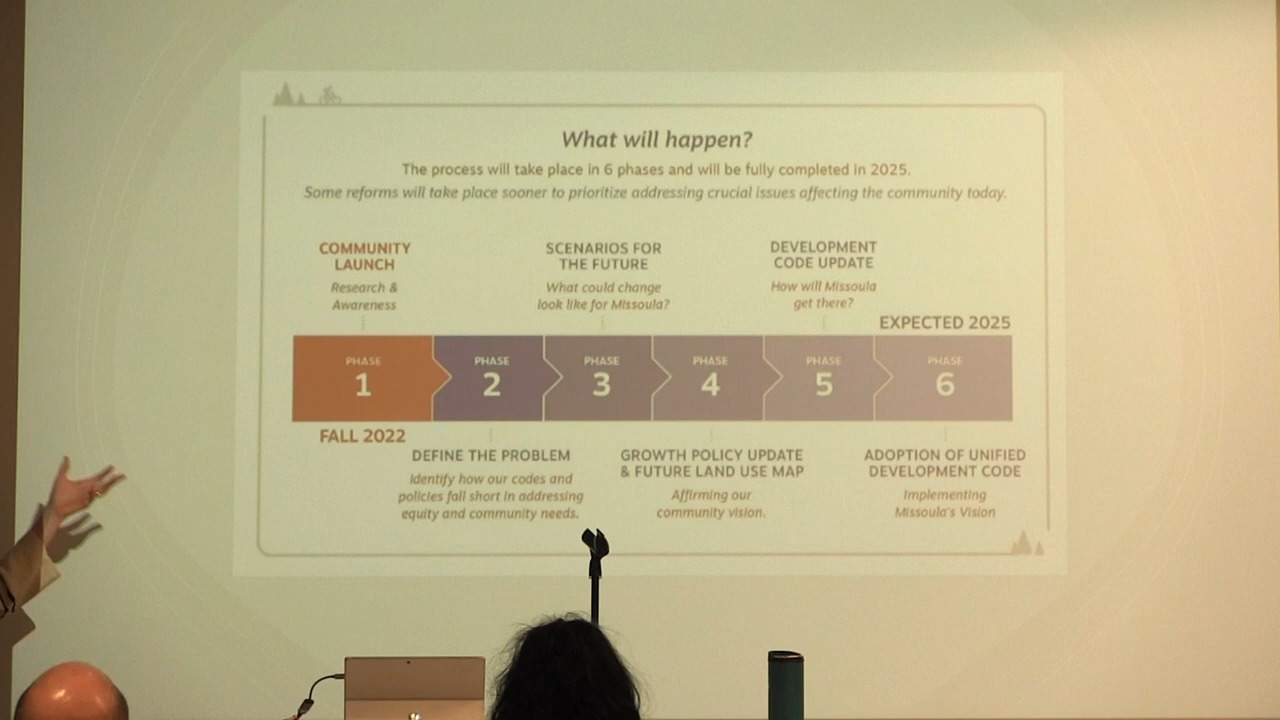 What will happen?
The process will take place in 6 phases and will be fully completed in 2025.
Some reforms will take place sooner to prioritize addressing crucial issues affecting the community today.
COMMUNITY
LAUNCH
Research &
Awareness
SCENARIOS FOR
THE FUTURE
What could change
look like for Missoula?
DEVELOPMENT
CODE UPDATE
How will Missoula
get there?
EXPECTED 2025
PHASE
1
PHASE
2
PHASE
3
PHASE
4
PHASE
5
PHASE
6
FALL 2022
DEFINE THE PROBLEM
Identify how our codes and
policies fall short in addressing
equity and community needs.
GROWTH POLICY UPDATE
& FUTURE LAND USE MAP
Affirming our
community vision.
ADOPTION OF UNIFIED
DEVELOPMENT CODE
Implementing
Missoula's Vision